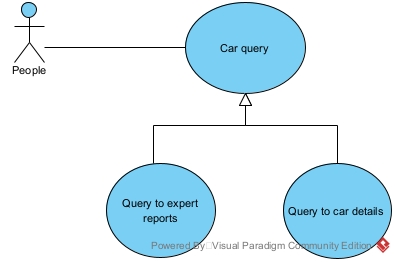 Car query
People
Query to expert
reports
Query to car details
Powered By Visual Paradigm Community Edition